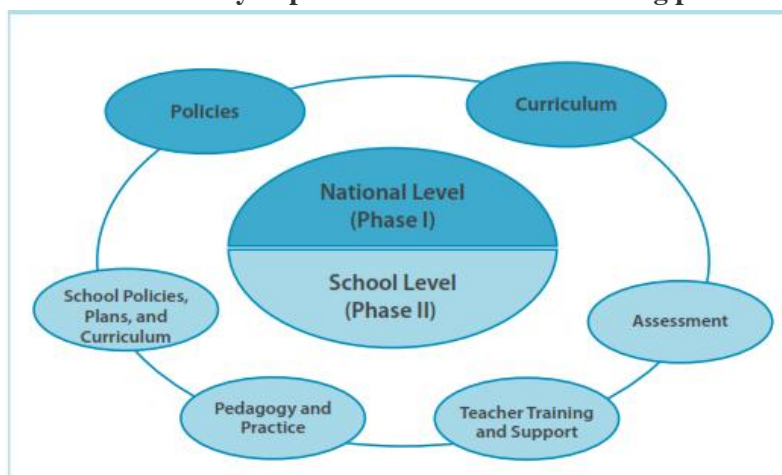 Policies
Curriculum
National Level
(Phase I)
School Level
(Phase II)
School Policies,
Plans, and
Curriculum
Assessment
Pedagogy and
Practice
Teacher Training
and Support